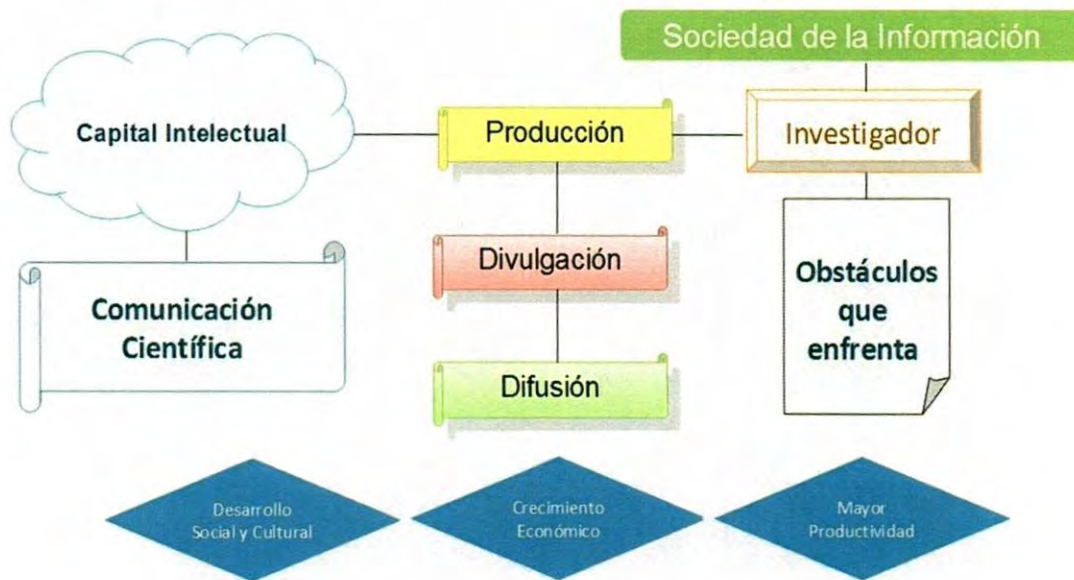 Sociedad de la Información
Capital Intelectual
Producción
Investigador
Divulgación
Comunicación
Científica
Obstáculos
que
enfrenta
Difusión
Desarrollo
Social y Cultural
Crecimiento
Económico
Mayor
Productividad